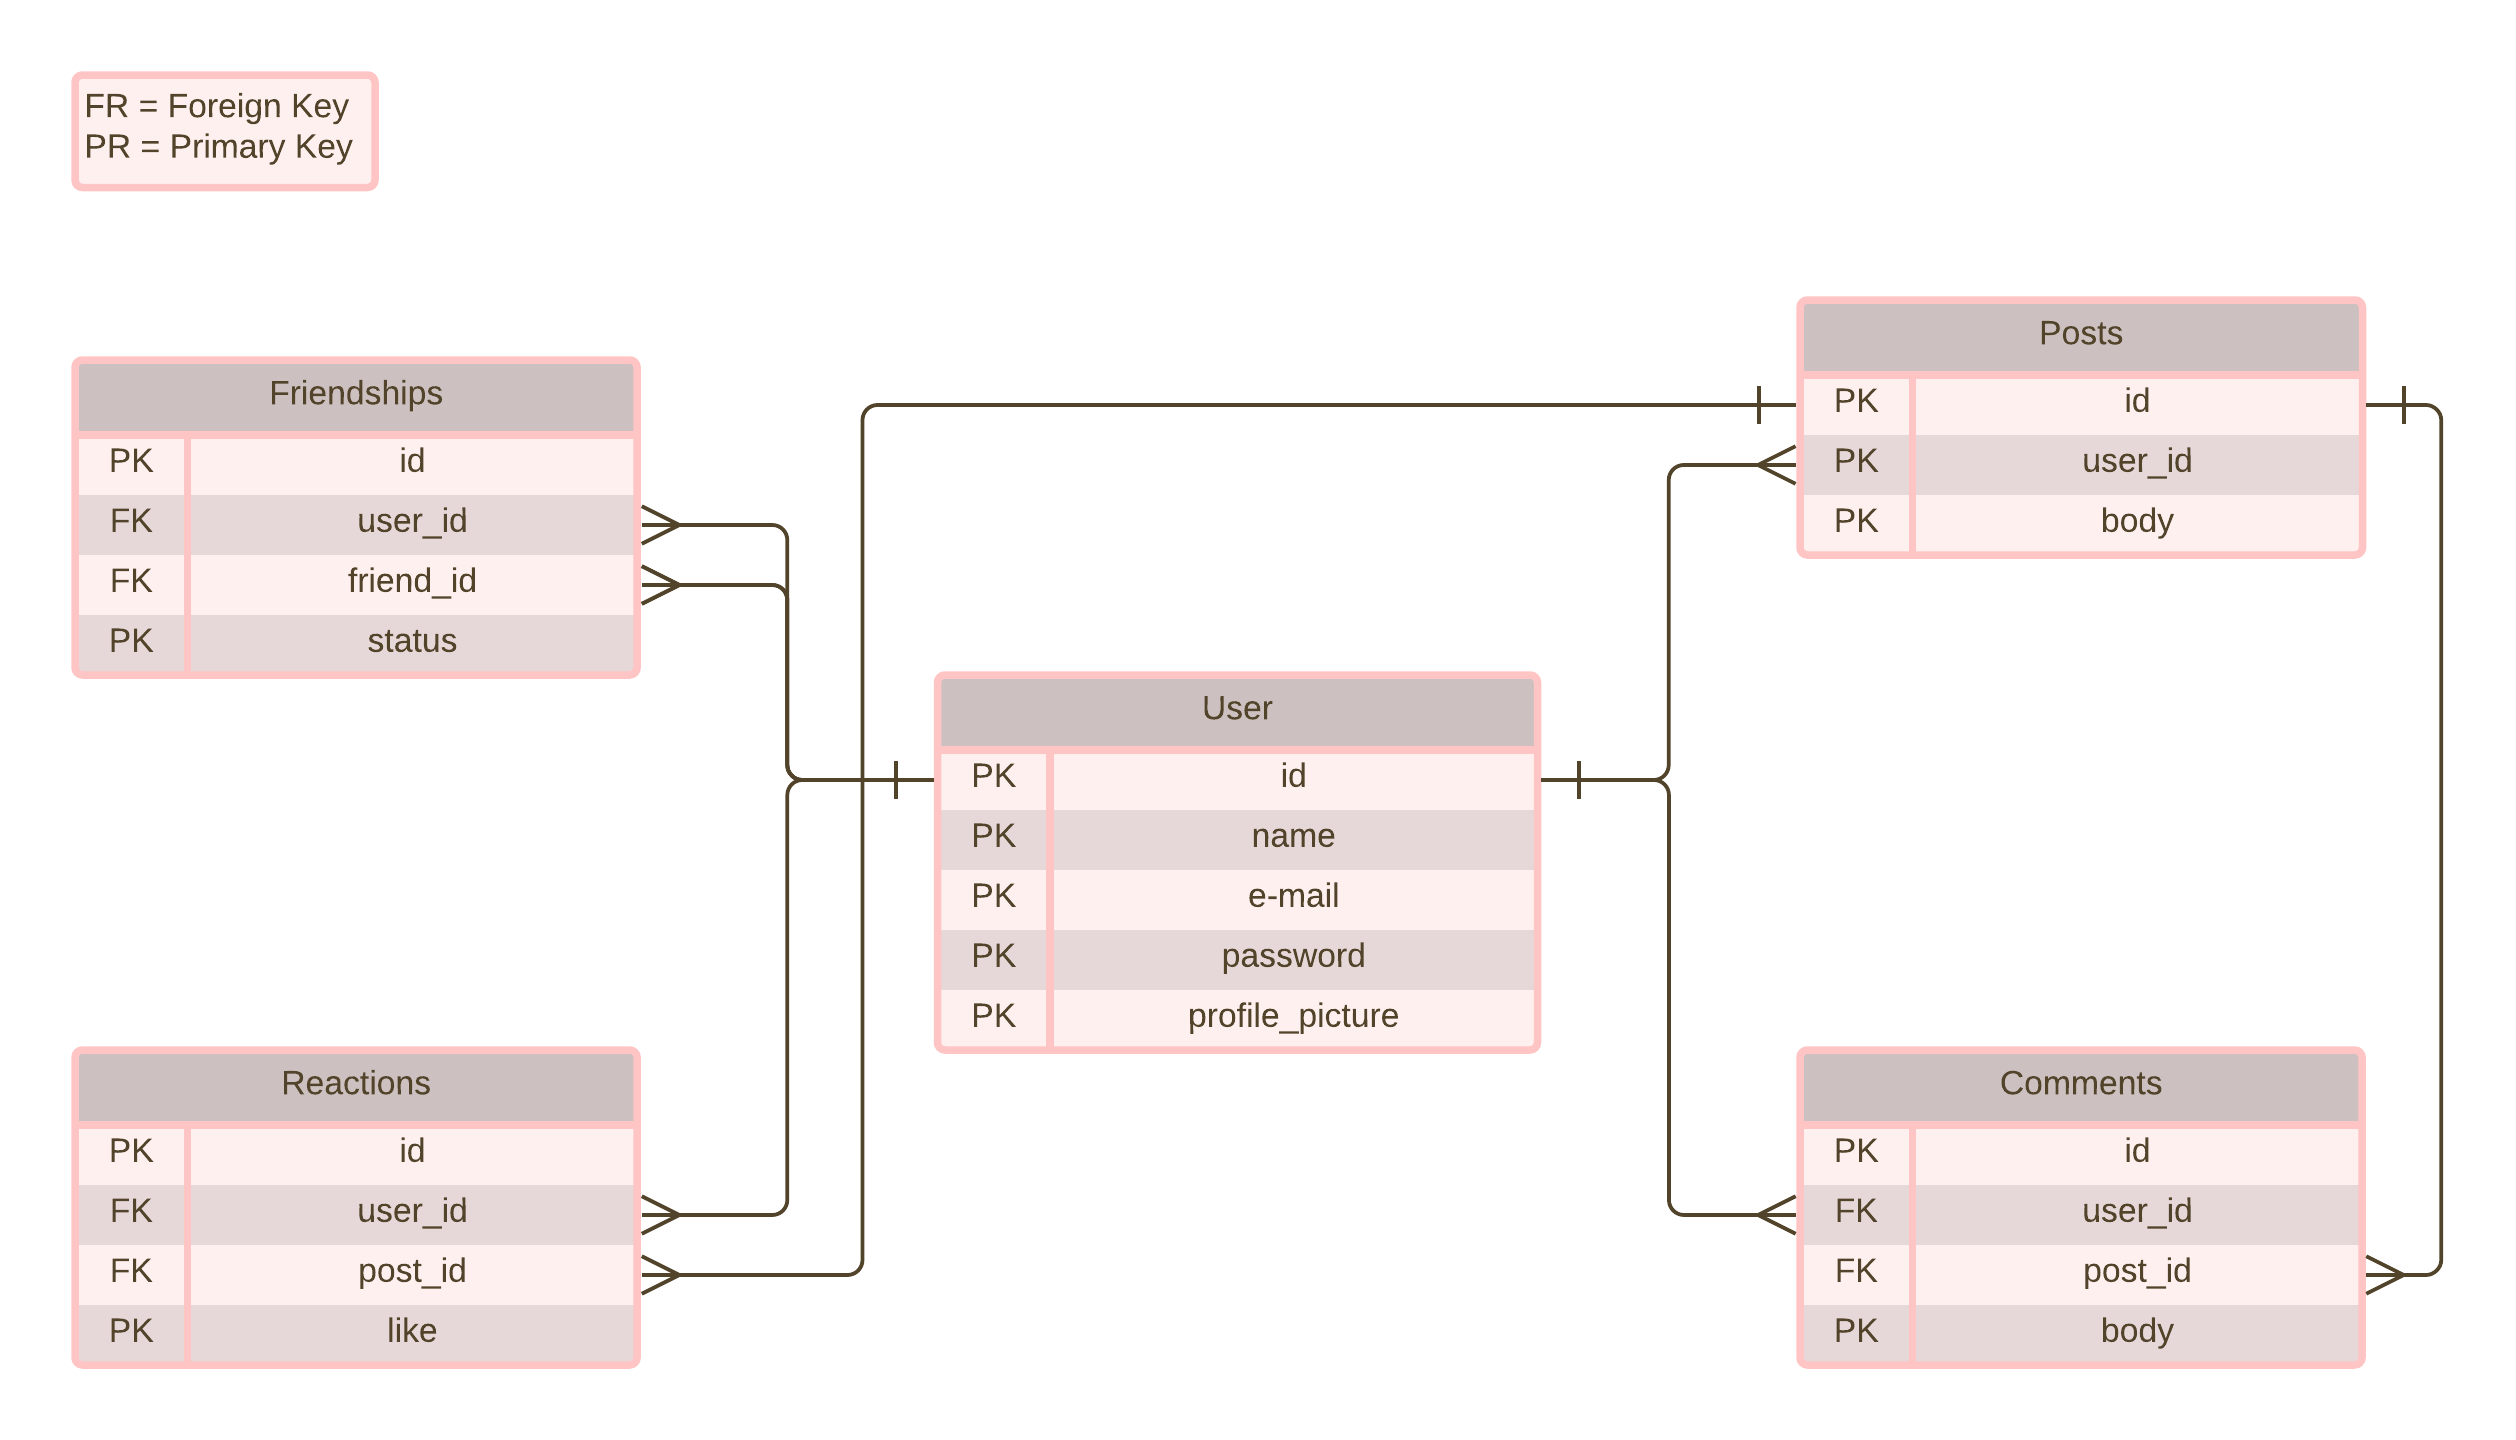 FR = Foreign Key
PR = Primary Key
Friendships
PK id
FK user_id
FK friend_id
PK status
Posts
PK id
PK user_id
PK body
User
PK id
PK name
PK e-mail
PK password
PK profile_picture
Reactions
PK id
FK user_id
FK post_id
PK like
Comments
PK id
FK user_id
FK post_id
PK body